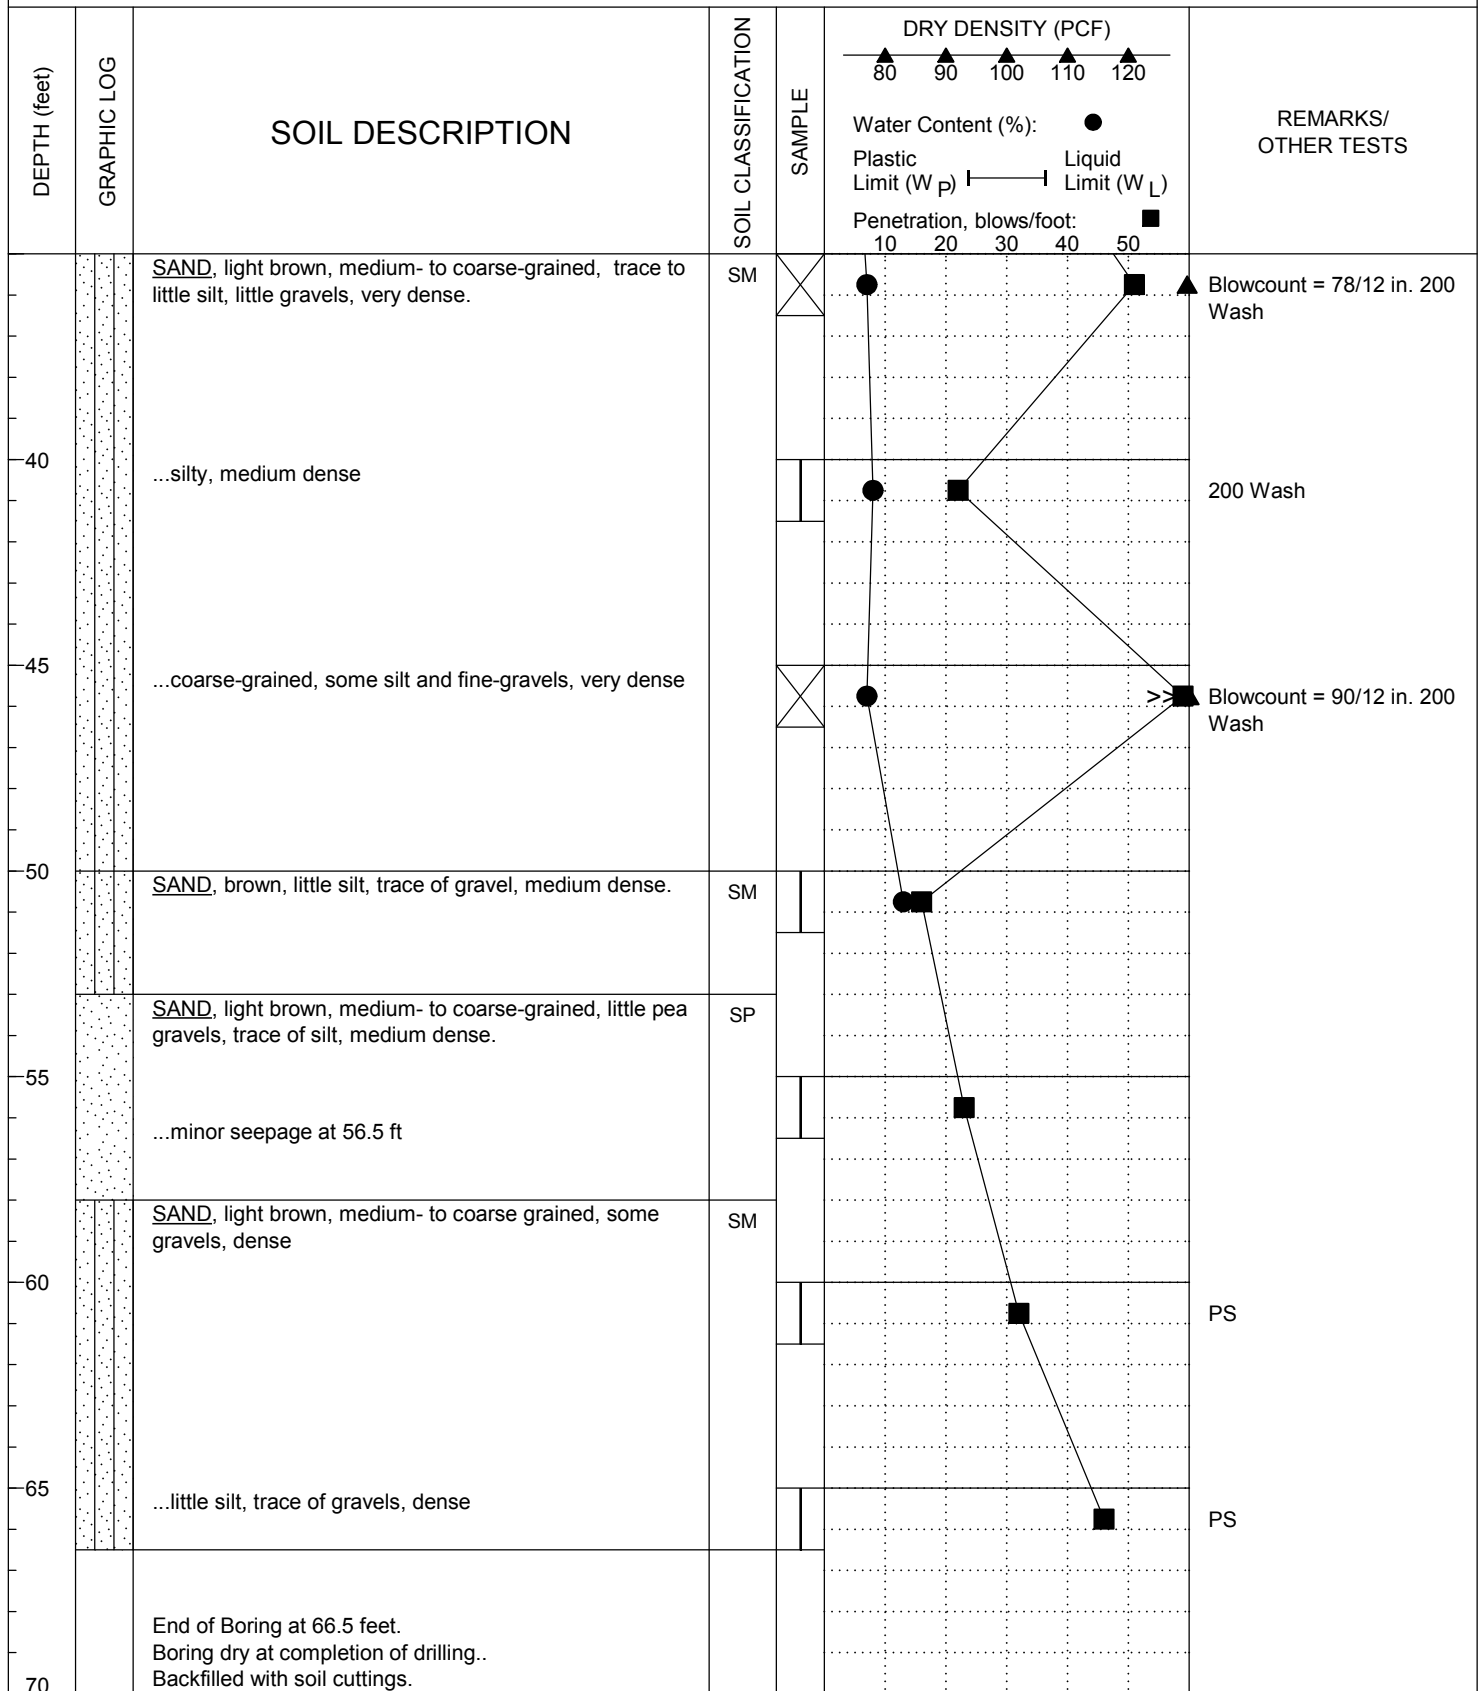 DEPTH (feet)
GRAPHIC LOG
SOIL DESCRIPTION
SOIL CLASSIFICATION
SAMPLE
DRY DENSITY (PCF)
80 90 100 110 120
Water Content (%):
Plastic Limit (W P)
Liquid Limit (W L)
Penetration, blows/foot:
10 20 30 40 50
REMARKS/
OTHER TESTS
SAND, light brown, medium- to coarse-grained, trace to
little silt, little gravels, very dense.
SM
Blowcount = 78/12 in. 200
Wash
40
...silty, medium dense
200 Wash
45
...coarse-grained, some silt and fine-gravels, very dense
>>
Blowcount = 90/12 in. 200
Wash
50
SAND, brown, little silt, trace of gravel, medium dense.
SM
SAND, light brown, medium- to coarse-grained, little pea
gravels, trace of silt, medium dense.
SP
55
...minor seepage at 56.5 ft
SAND, light brown, medium- to coarse grained, some
gravels, dense
SM
60
PS
65
...little silt, trace of gravels, dense
PS
End of Boring at 66.5 feet.
Boring dry at completion of drilling..
Backfilled with soil cuttings.
70